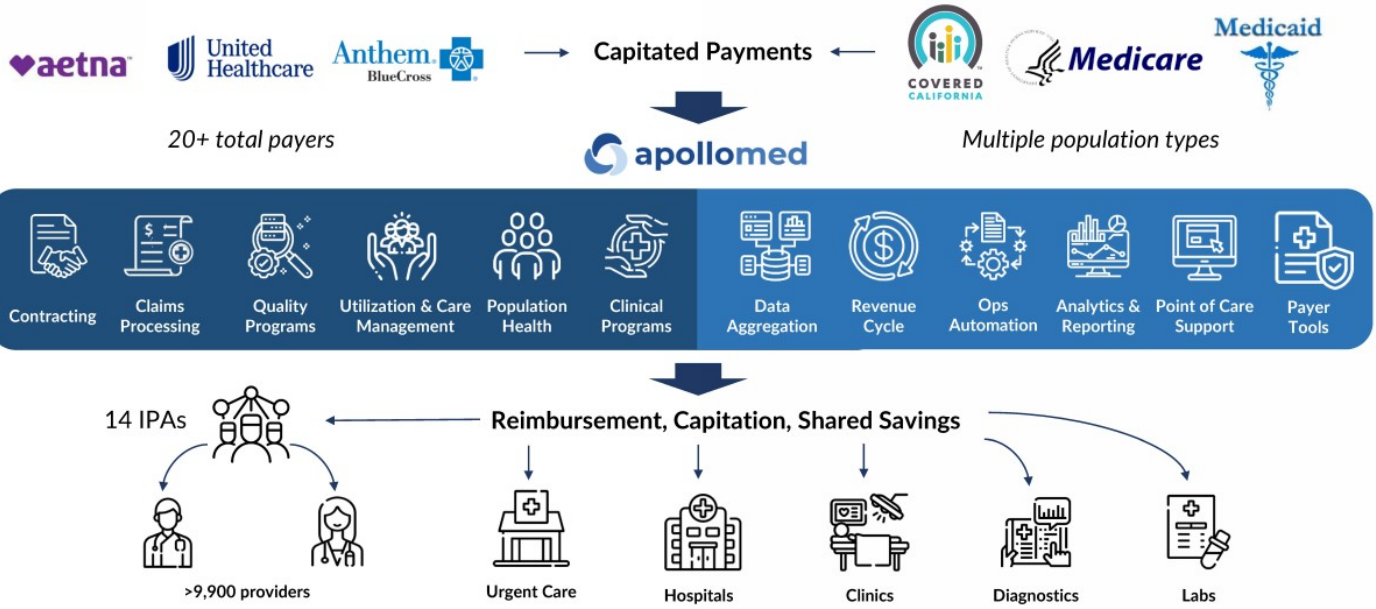 aetna™
United
Healthcare
Anthem®
BlueCross
Capitated Payments
COVERED
CALIFORNIA
Medicare
Medicaid
20+ total payers
apollomed
Multiple population types
Contracting
Claims
Processing
Quality
Programs
Utilization & Care
Management
Population
Health
Clinical
Programs
Data
Aggregation
Revenue
Cycle
Ops
Automation
Analytics &
Reporting
Point of Care
Support
Payer
Tools
14 IPAs
Reimbursement, Capitation, Shared Savings
>9,900 providers
Urgent Care
Hospitals
Clinics
Diagnostics
Labs